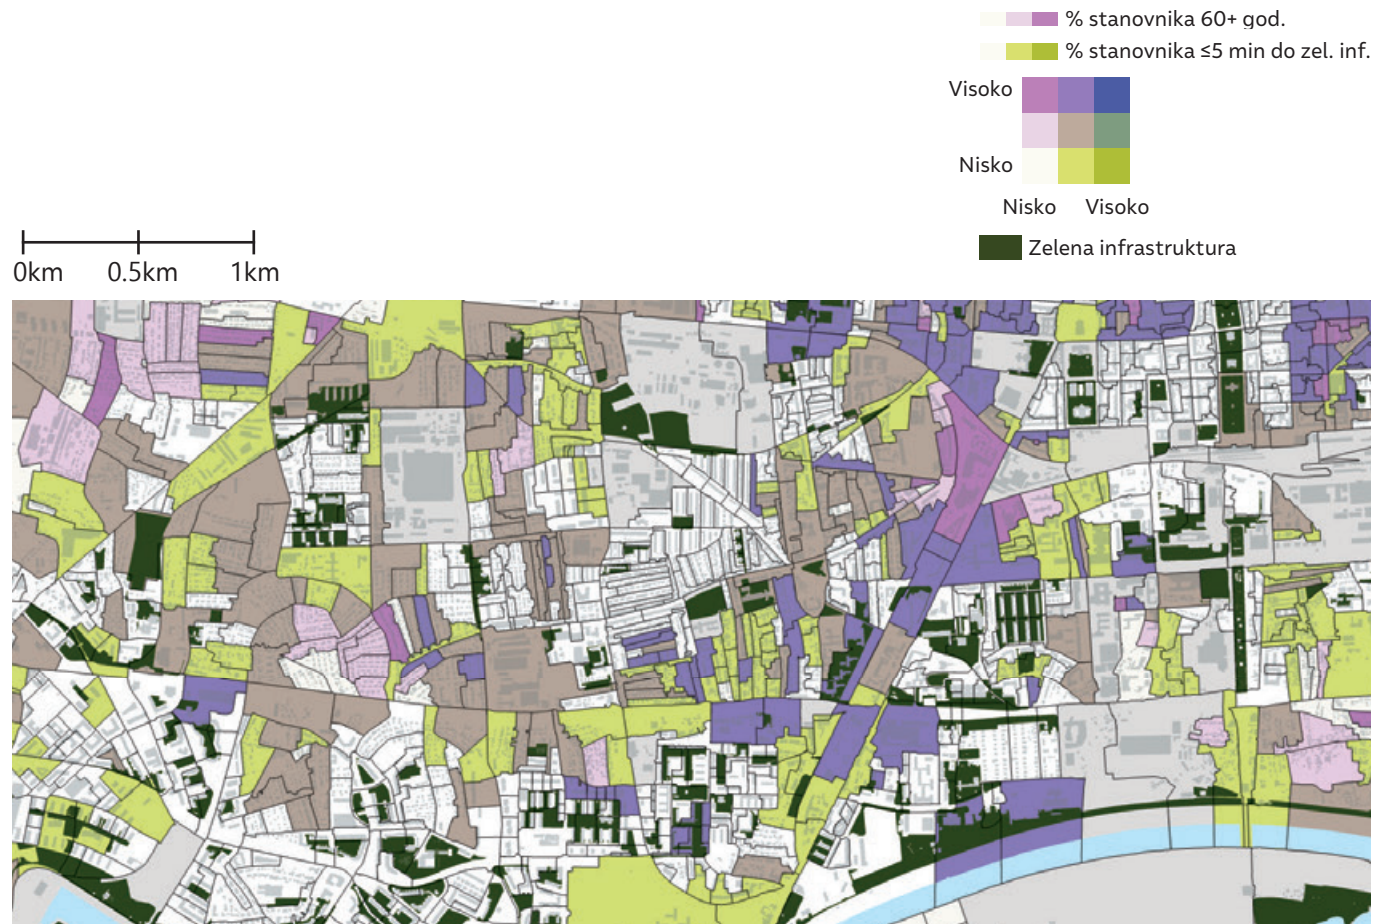 % stanovnika 60+ god.
% stanovnika ≤5 min do zel. inf.
Visoko
Nisko
Nisko Visoko
Zelena infrastruktura
0km 0.5km 1km